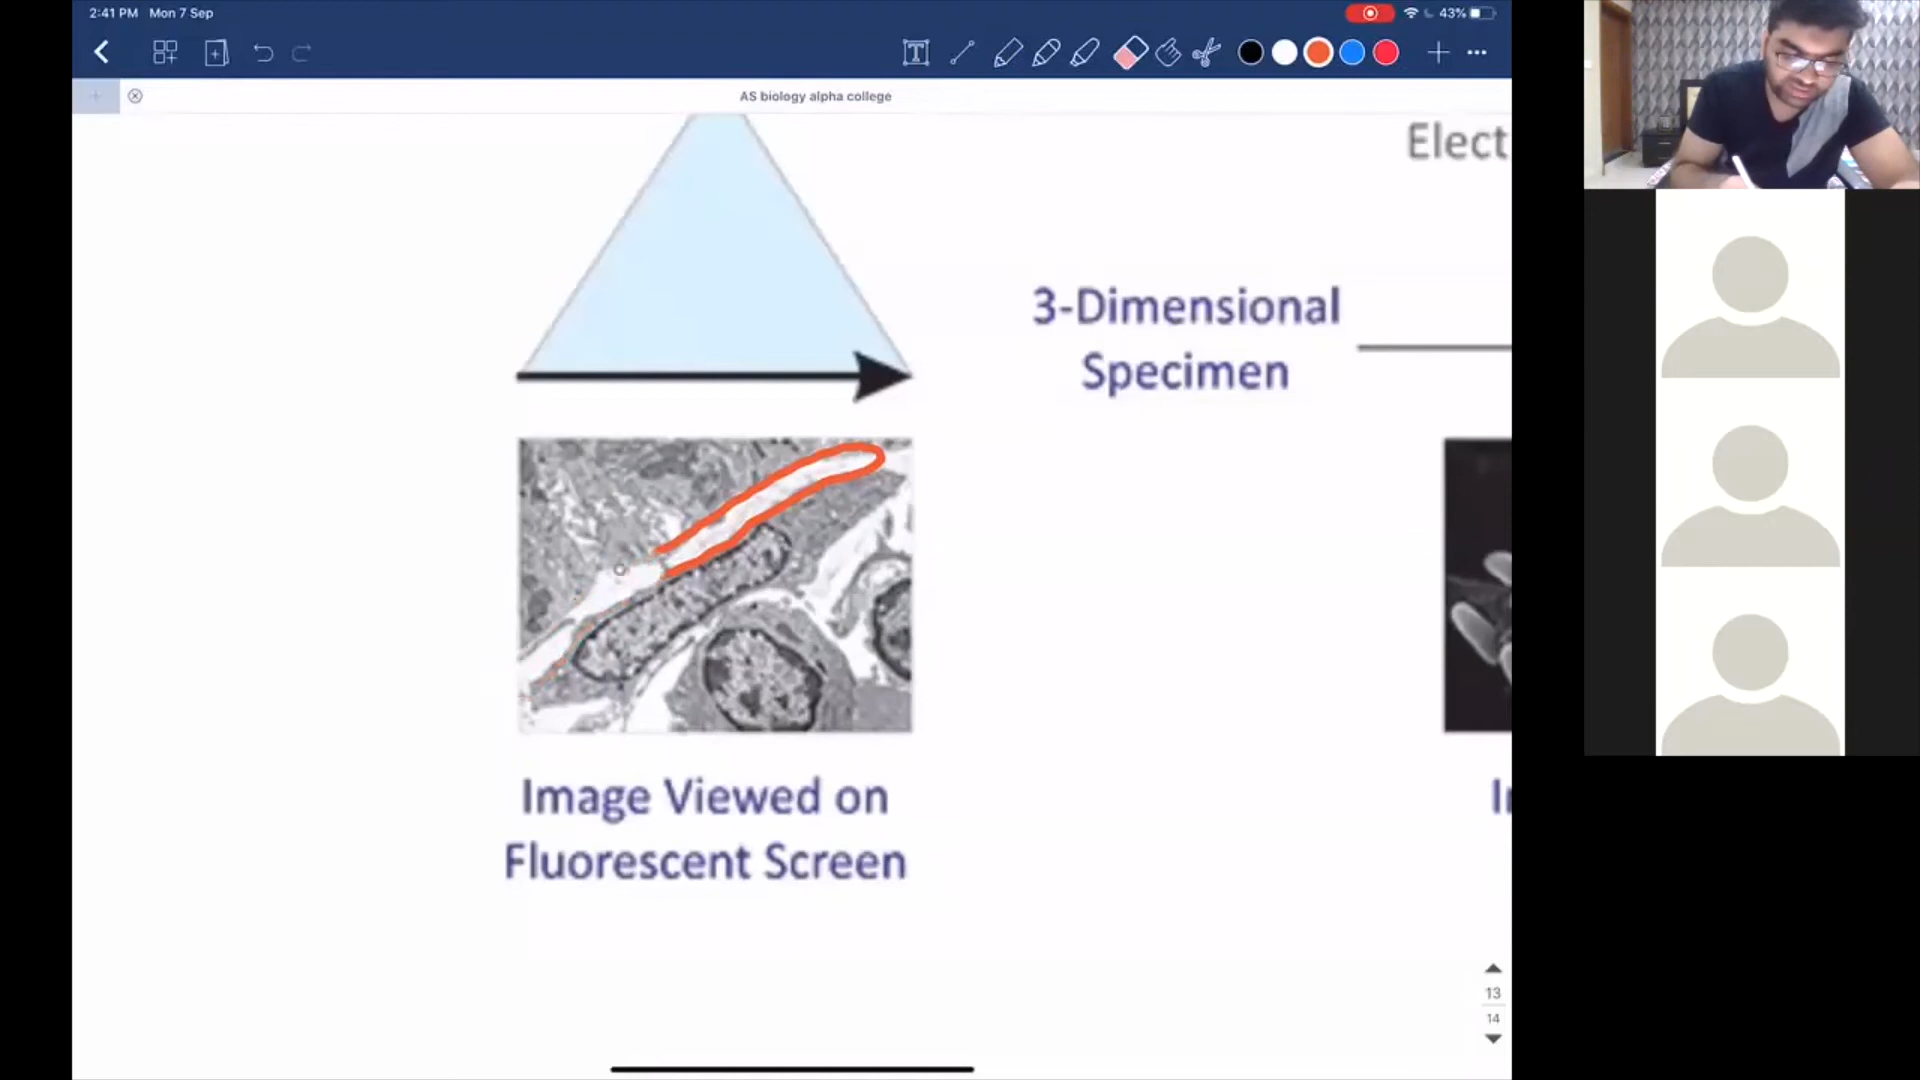 2:41 PM Mon 7 Sep
43%
AS biology alpha college
Elect
3-Dimensional
Specimen
Image Viewed on
Fluorescent Screen
13
14